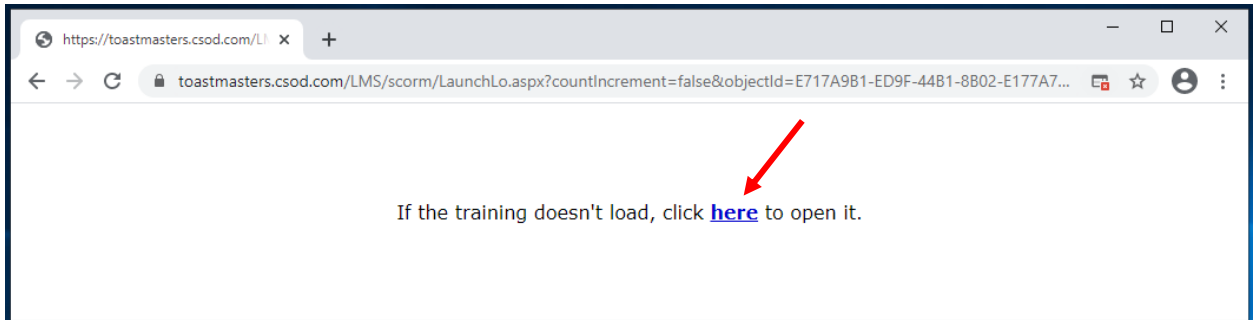 https://toastmasters.csod.com/LM
toastmasters.csod.com/LMS/scorm/LaunchLo.aspx?countIncrement=false&objectId=E717A9B1-ED9F-44B1-8B02-E177A7...
If the training doesn't load, click here to open it.